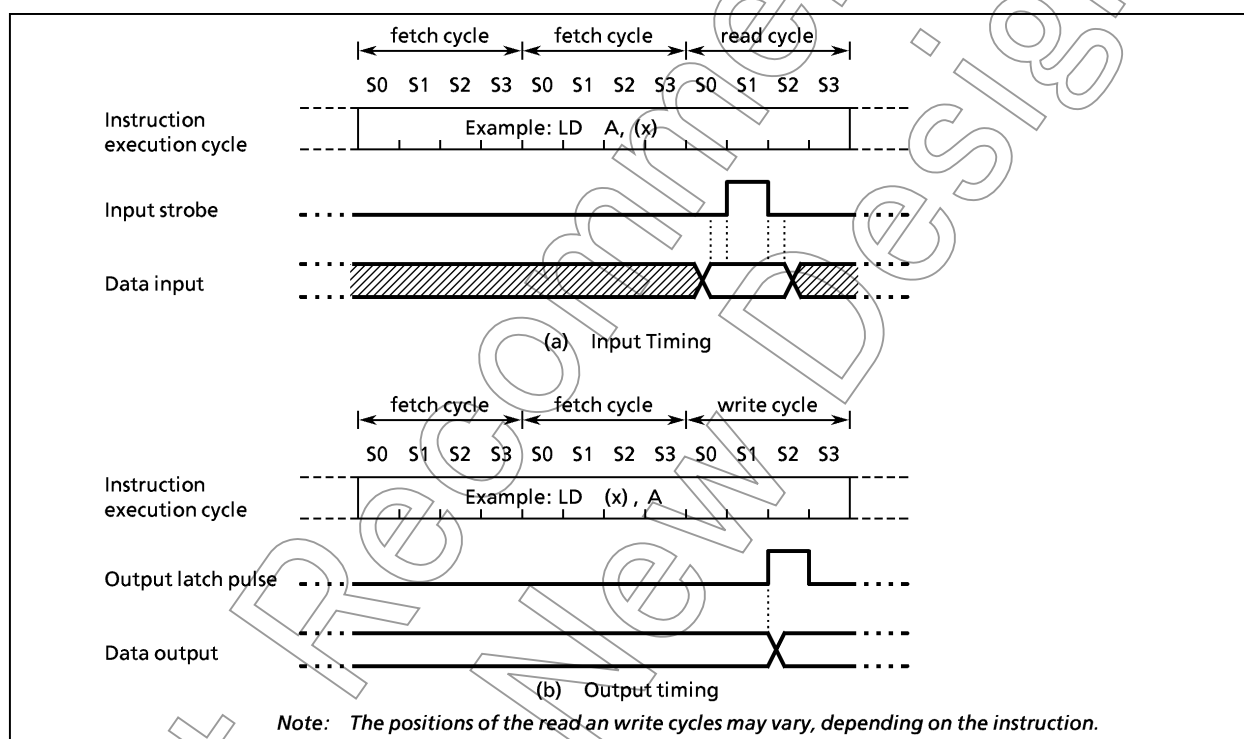 fetch cycle fetch cycle read cycle
S0 S1 S2 S3 S0 S1 S2 S3 S0 S1 S2 S3
Instruction
execution cycle
Example: LD A, (x)
Input strobe
Data input
(a) Input Timing
fetch cycle fetch cycle write cycle
S0 S1 S2 S3 S0 S1 S2 S3 S0 S1 S2 S3
Instruction
execution cycle
Example: LD (x) , A
Output latch pulse
Data output
(b) Output timing
Note: The positions of the read an write cycles may vary, depending on the instruction.
Recomme
New Desig